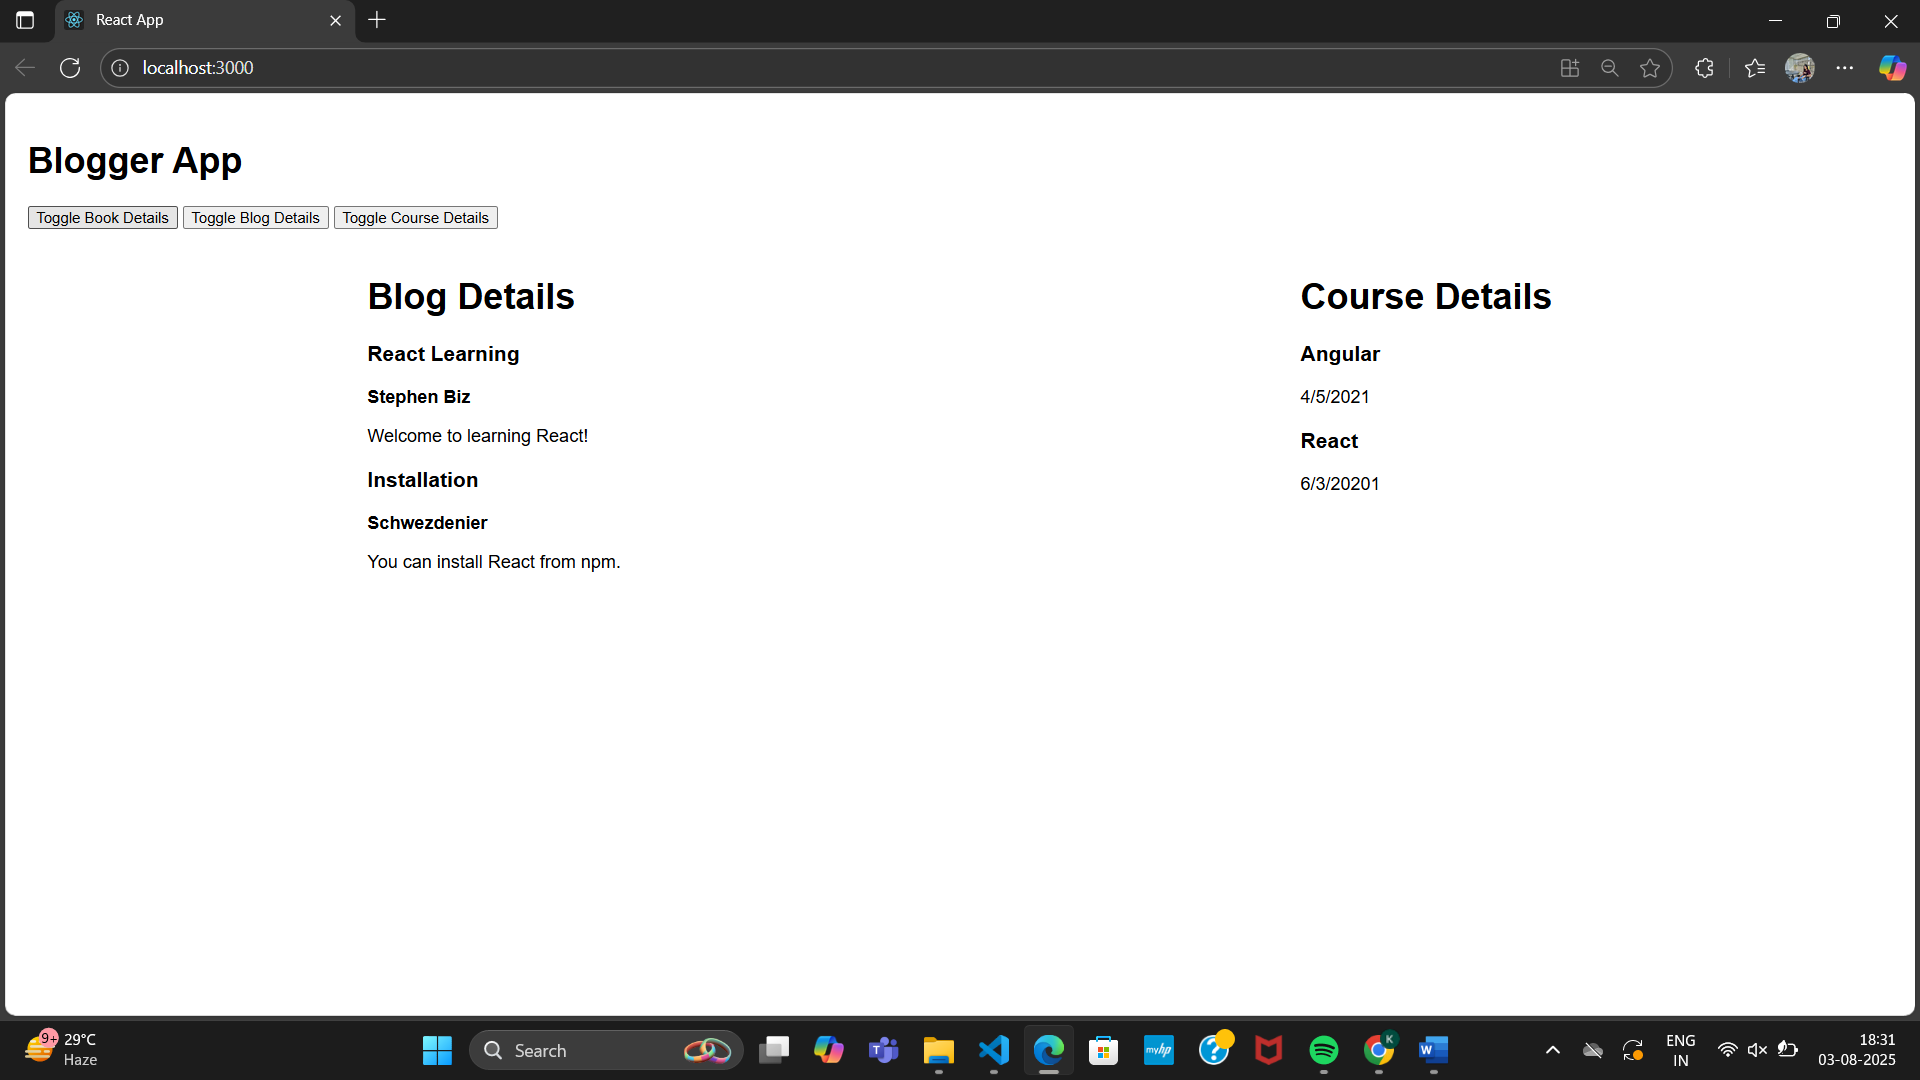 React App
localhost:3000
Blogger App
Toggle Book Details Toggle Blog Details Toggle Course Details
Blog Details
React Learning
Stephen Biz
Welcome to learning React!
Installation
Schwezdenier
You can install React from npm.
Course Details
Angular
4/5/2021
React
6/3/20201
9+
29°C
Haze
Search
T
myhp
?
K
W
ENG
IN
18:31
03-08-2025